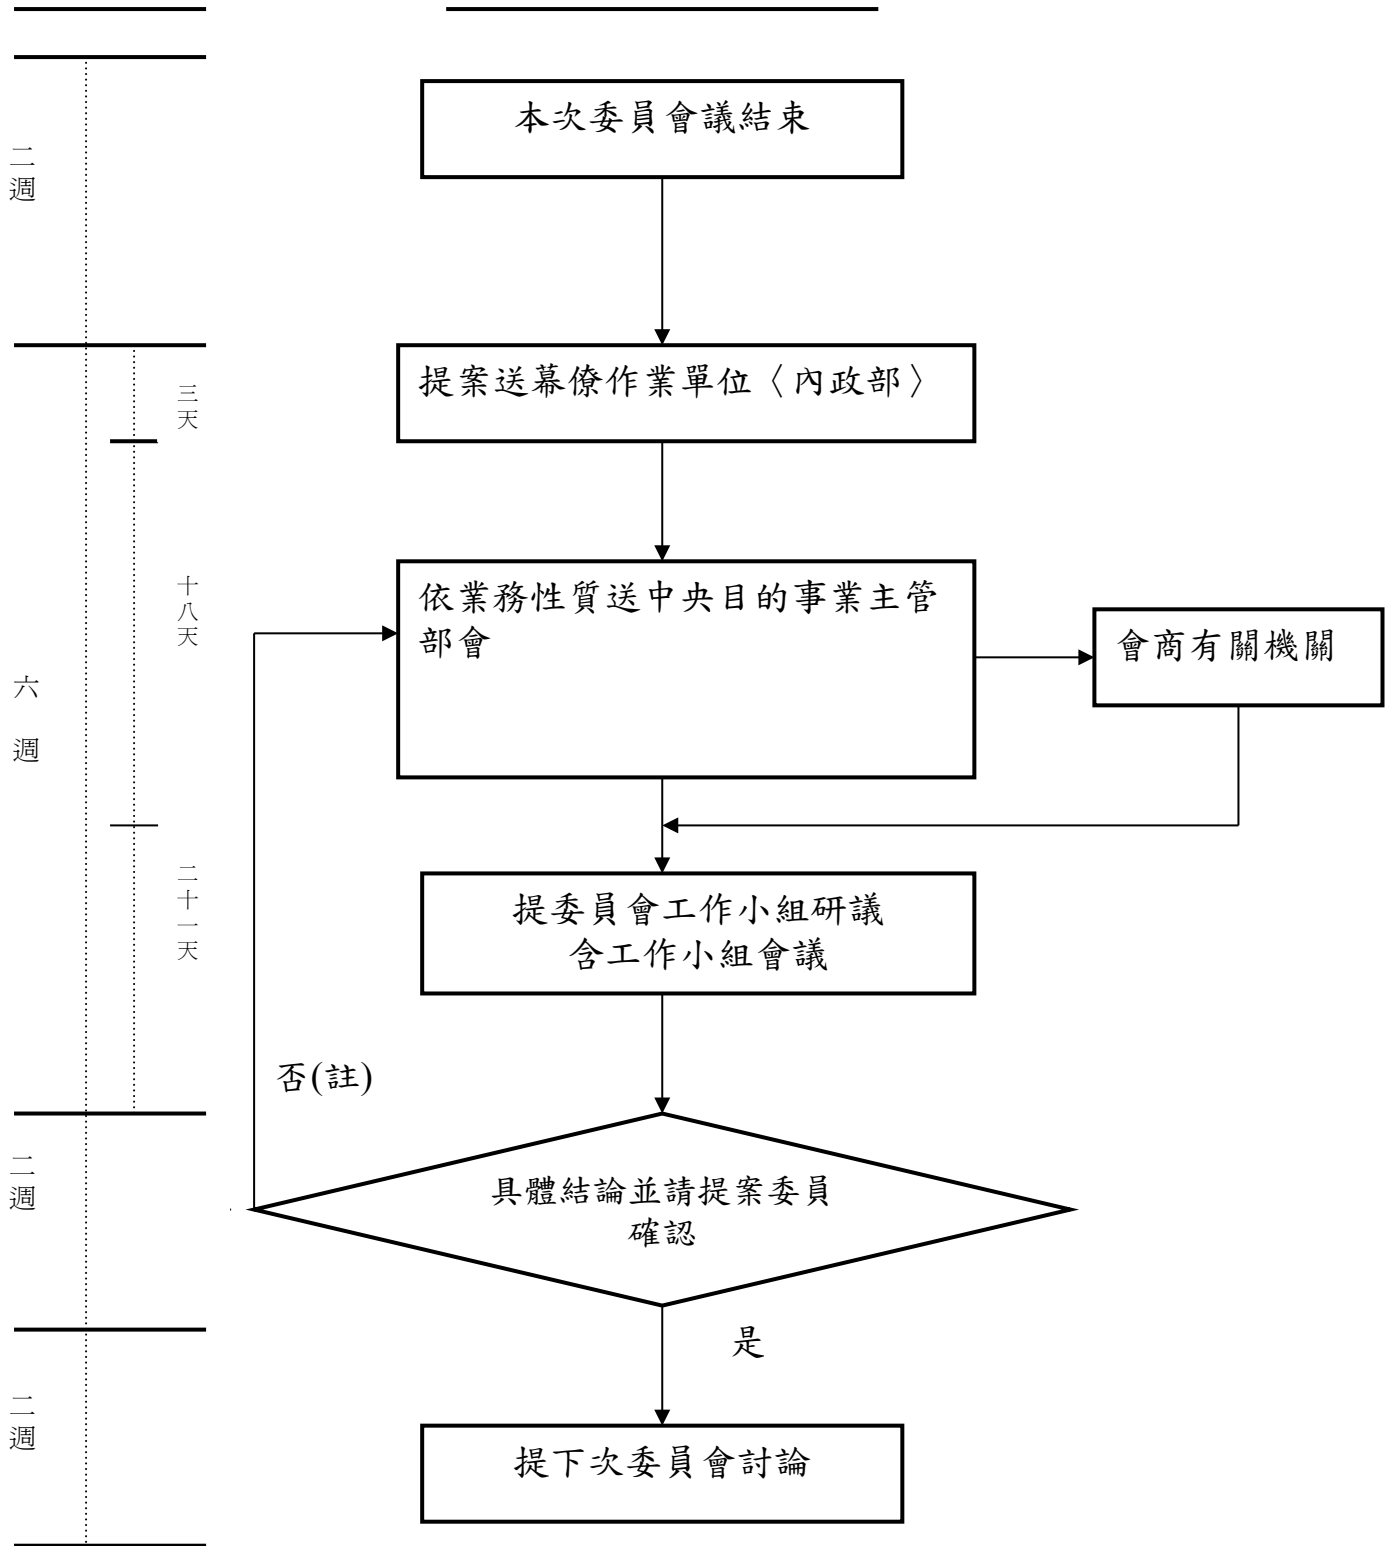 本次委員會議結束
二週
提案送幕僚作業單位〈內政部〉
三天
依業務性質送中央目的事業主管
部會
十八天
會商有關機關
六週
提委員會工作小組研議
含工作小組會議
二十一天
否(註)
具體結論並請提案委員
確認
二週
是
提下次委員會討論
二週